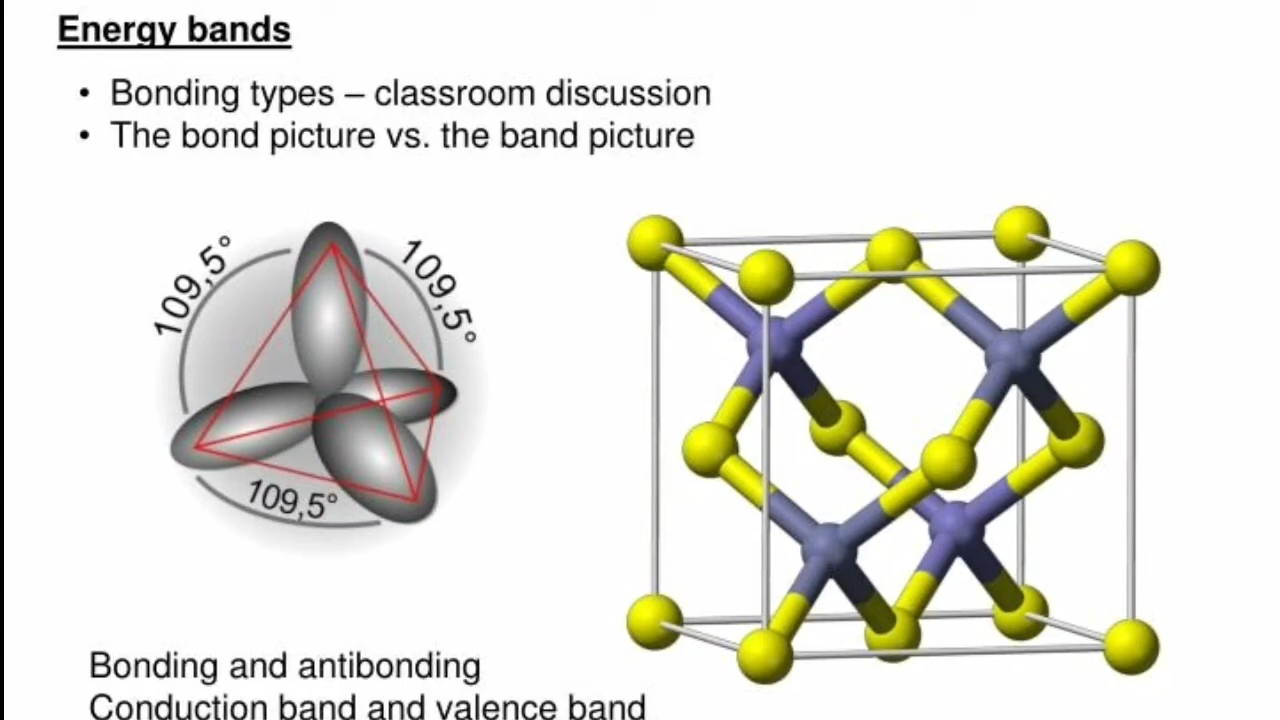 Energy bands
• Bonding types – classroom discussion
• The bond picture vs. the band picture
109,5°
109,5°
109,5°
Bonding and antibonding
Conduction band and valence band